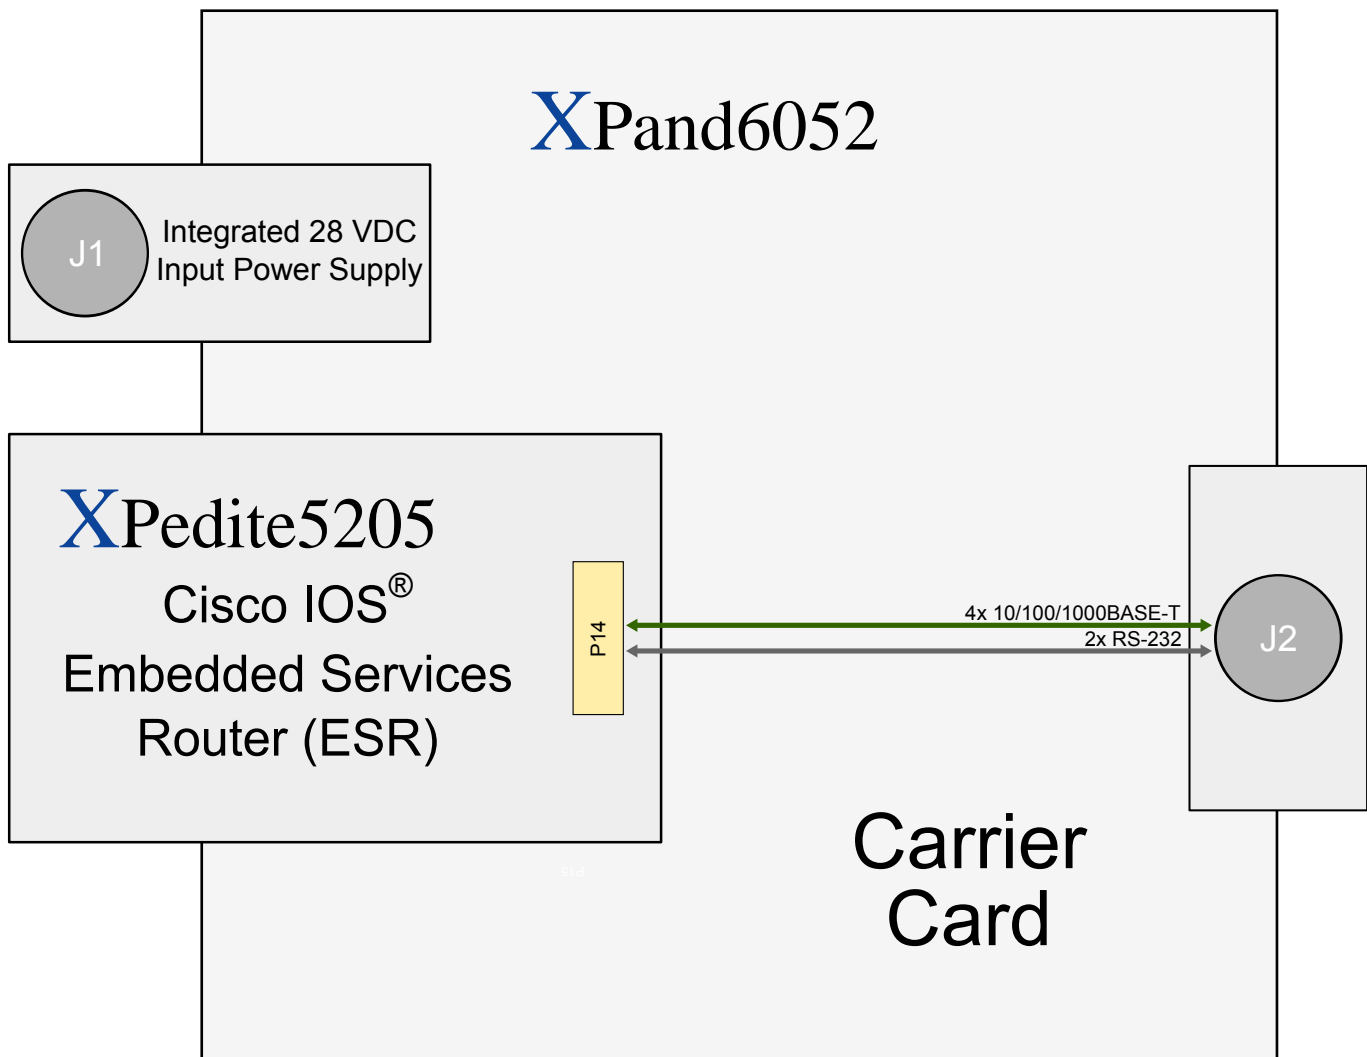 XPand6052
J1
Integrated 28 VDC
Input Power Supply
XPedite5205
Cisco IOS®
Embedded Services
Router (ESR)
P14
4x 10/100/1000BASE-T
2x RS-232
J2
Carrier
Card